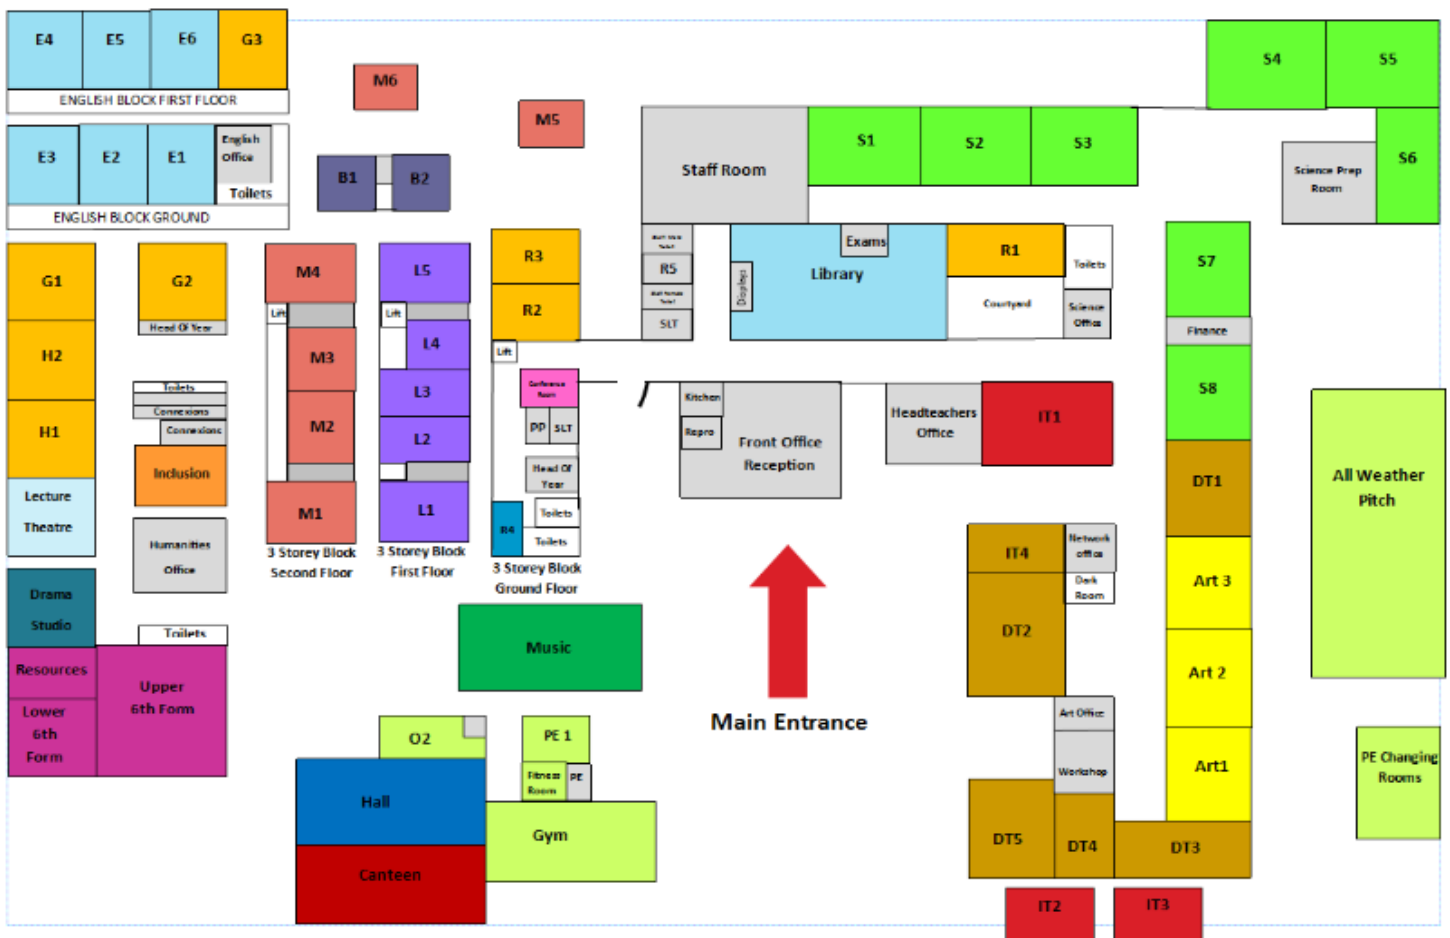 E4
E5
E6
G3
ENGLISH BLOCK FIRST FLOOR
E3
E2
E1
English
Office
Toilets
ENGLISH BLOCK GROUND
M6
M5
B1
B2
Staff Room
S1
S2
S3
S4
S5
S6
Science Prep
Room
G1
H2
H1
Lecture
Theatre
G2
Head Of Year
Toilets
Connexions
Connexions
Inclusion
Humanities
Office
Toilets
Drama
Studio
Resources
Lower
6th
Form
Upper
6th Form
M4
Lift
M3
M2
M1
3 Storey Block
Second Floor
L5
Lift
L4
L3
L2
L1
3 Storey Block
First Floor
R3
R2
Lift
Conference
Room
PP
SLT
Head Of
Year
Toilets
R4
Toilets
3 Storey Block
Ground Floor
R5
SLT
Displays
Exams
Library
R1
Courtyard
Toilets
Science
Office
S7
Finance
S8
DT1
Art 3
Art 2
Art1
DT3
Kitchen
Repro
Front Office
Reception
Headteachers
Office
IT1
IT4
Network
office
Dark
Room
DT2
Art Office
Workshop
DT5
DT4
IT2
IT3
All Weather
Pitch
PE Changing
Rooms
Main Entrance
Music
O2
PE 1
Fitness
Room
PE
Hall
Gym
Canteen